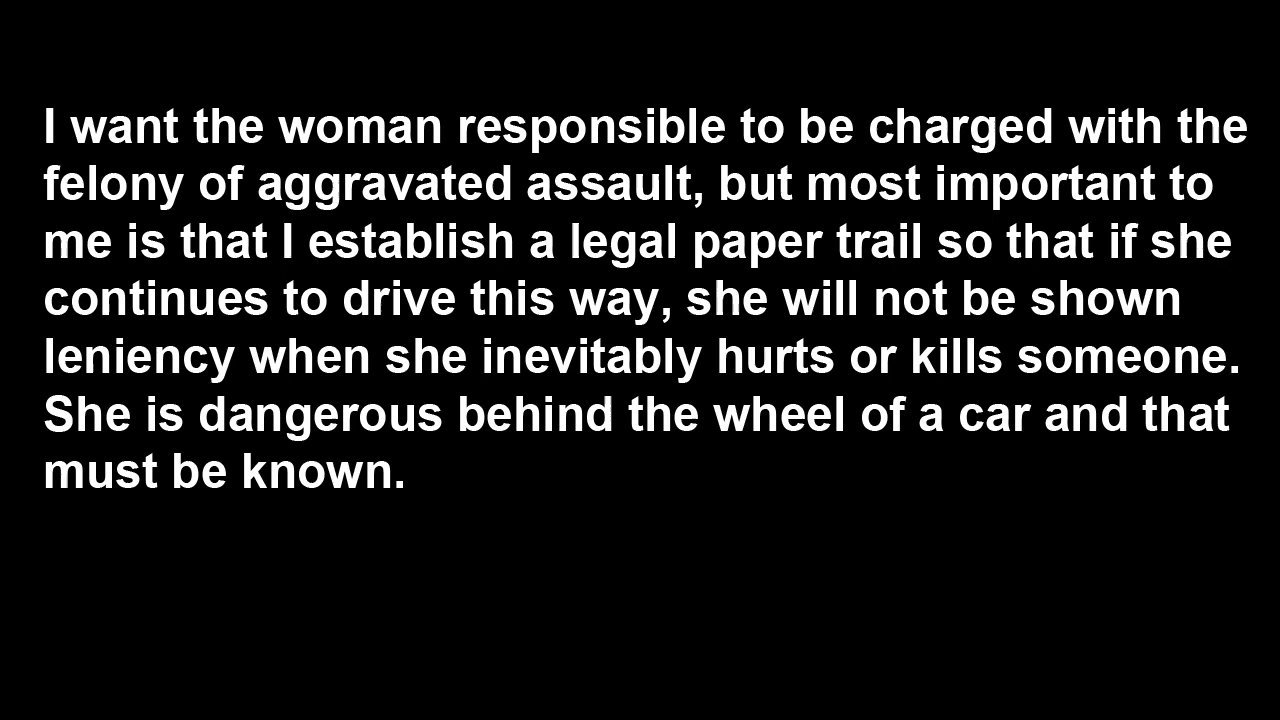 I want the woman responsible to be charged with the
felony of aggravated assault, but most important to
me is that I establish a legal paper trail so that if she
continues to drive this way, she will not be shown
leniency when she inevitably hurts or kills someone.
She is dangerous behind the wheel of a car and that
must be known.